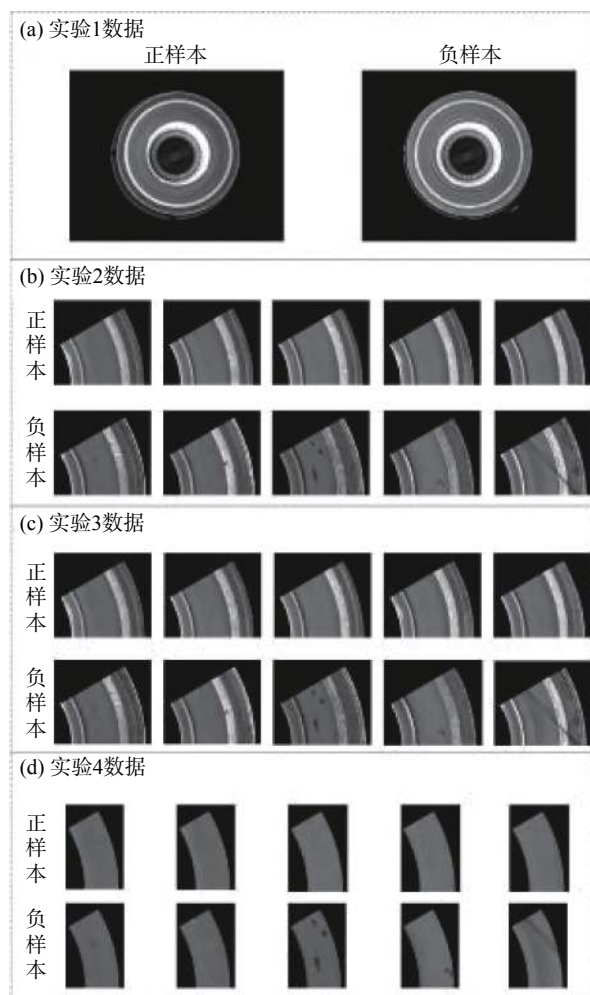 (a) 实验1数据
正样本 负样本
(b) 实验2数据
正样本
负样本
(c) 实验3数据
正样本
负样本
(d) 实验4数据
正样本
负样本